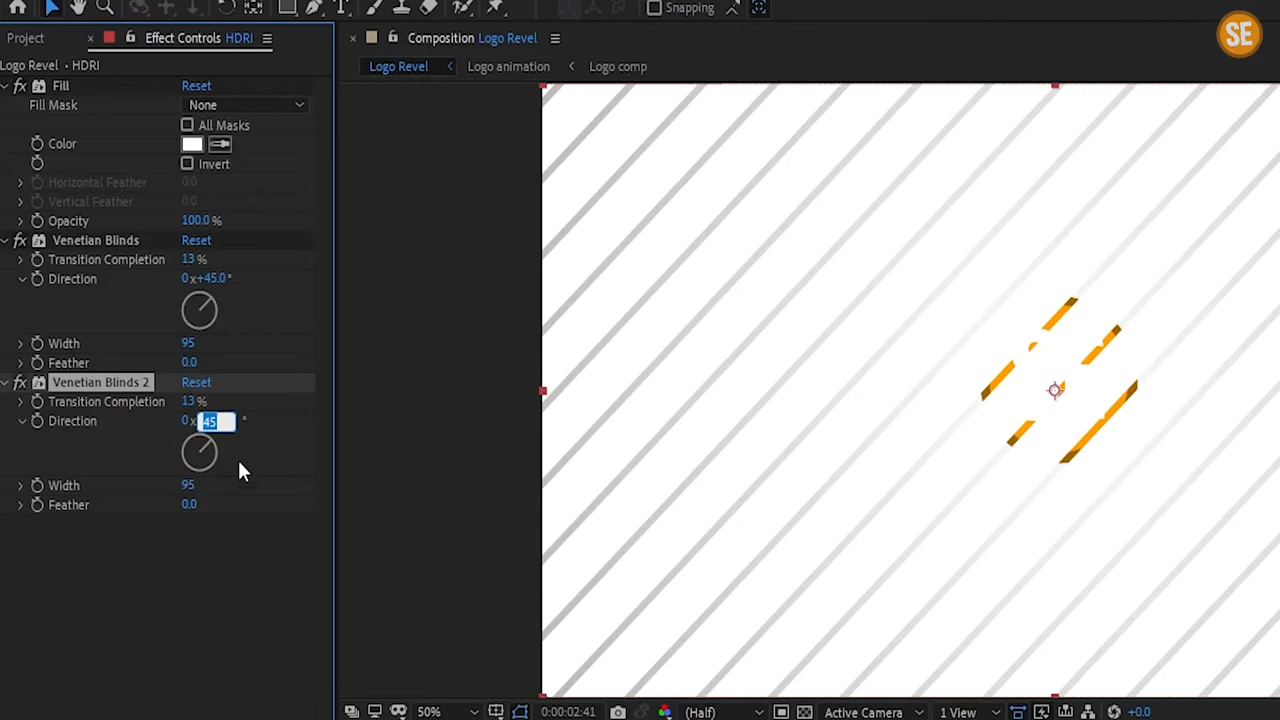 Snapping
SE
Project
× Effect Controls HDRI
× Composition Logo Revel
Logo Revel • HDRI
Logo Revel < Logo animation < Logo comp
fx Fill Reset
Fill Mask None
All Masks
Color
Invert
Horizontal Feather 0.0
Vertical Feather 0.0
Opacity 100.0 %
fx Venetian Blinds Reset
Transition Completion 13 %
Direction 0 x+45.0 °
Width 95
Feather 0.0
fx Venetian Blinds 2 Reset
Transition Completion 13 %
Direction 0 x 45 °
Width 95
Feather 0.0
50% 0:00:02:41 (Half) Active Camera 1 View +0.0